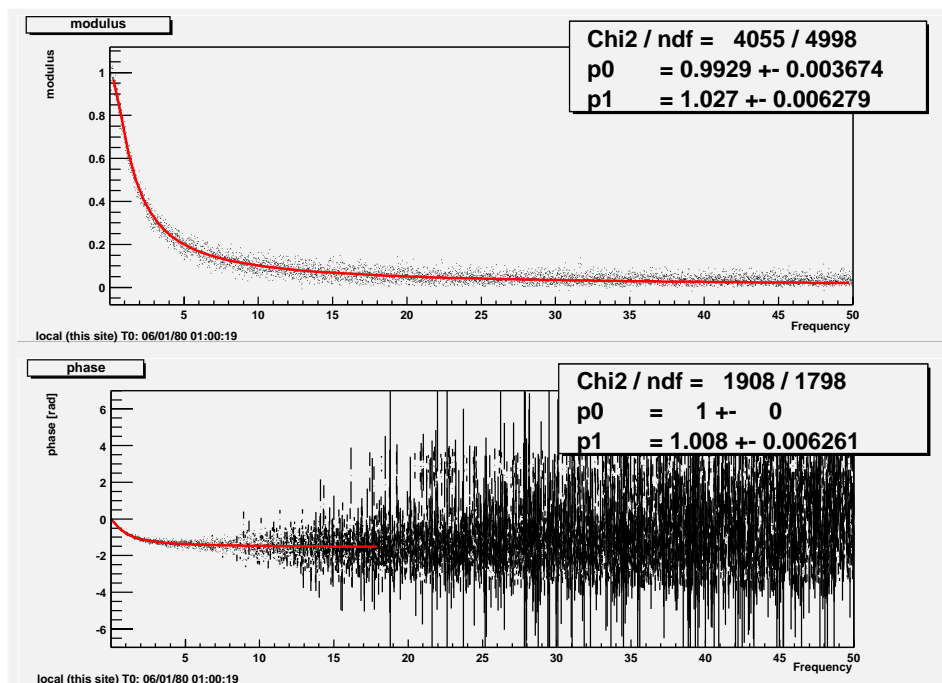 modulus
Chi2 / ndf = 4055 / 4998
p0 = 0.9929 +- 0.003674
p1 = 1.027 +- 0.006279
modulus
1
0.8
0.6
0.4
0.2
0
5 10 15 20 25 30 35 40 45 50
Frequency
local (this site) T0: 06/01/80 01:00:19
phase
Chi2 / ndf = 1908 / 1798
p0 = 1 +- 0
p1 = 1.008 +- 0.006261
phase [rad]
6
4
2
0
-2
-4
-6
5 10 15 20 25 30 35 40 45 50
Frequency
local (this site) T0: 06/01/80 01:00:19